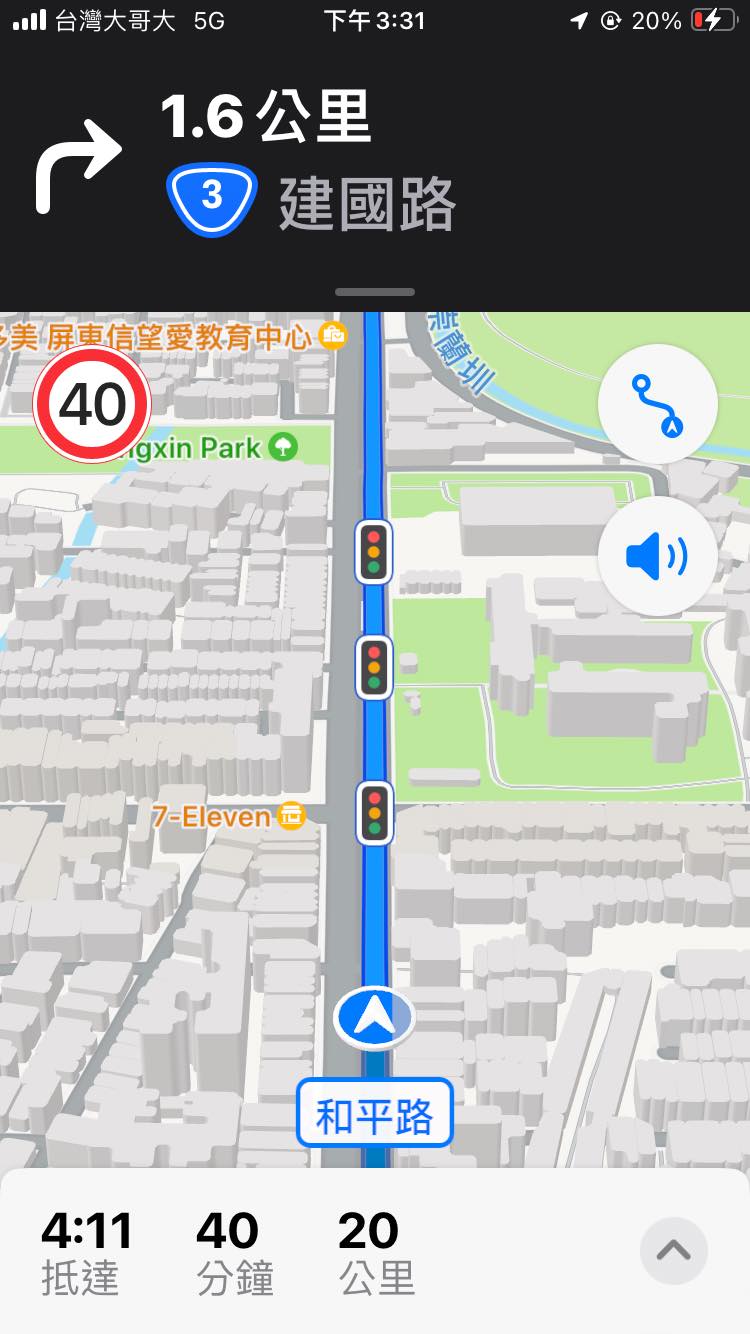 台灣大哥大 5G 下午3:31 20%
1.6 公里
3 建國路
多美 屏東信望愛教育中心
崇蘭圳
40
ngxin Park
7-Eleven
和平路
4:11 40 20
抵達 分鐘 公里